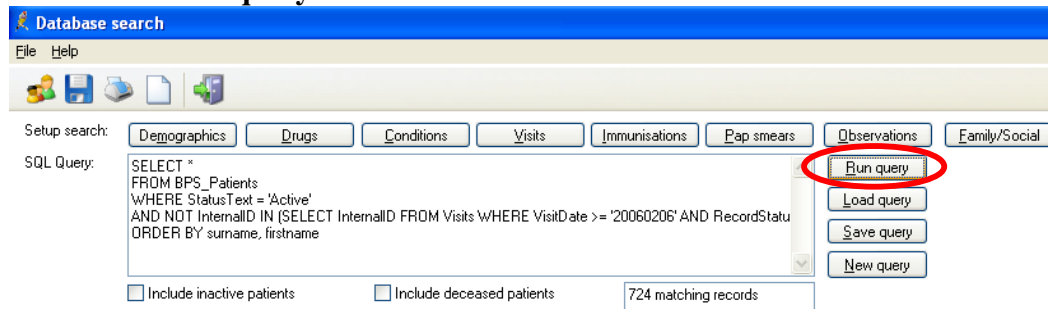 Database search
File Help
Setup search: Demographics Drugs Conditions Visits Immunisations Pap smears Observations Family/Social
SQL Query:
SELECT *
FROM BPS_Patients
WHERE StatusText = 'Active'
AND NOT InternalID IN (SELECT InternalID FROM Visits WHERE VisitDate >= '20060206' AND RecordStatu
ORDER BY surname, firstname
Run query
Load query
Save query
New query
Include inactive patients Include deceased patients 724 matching records